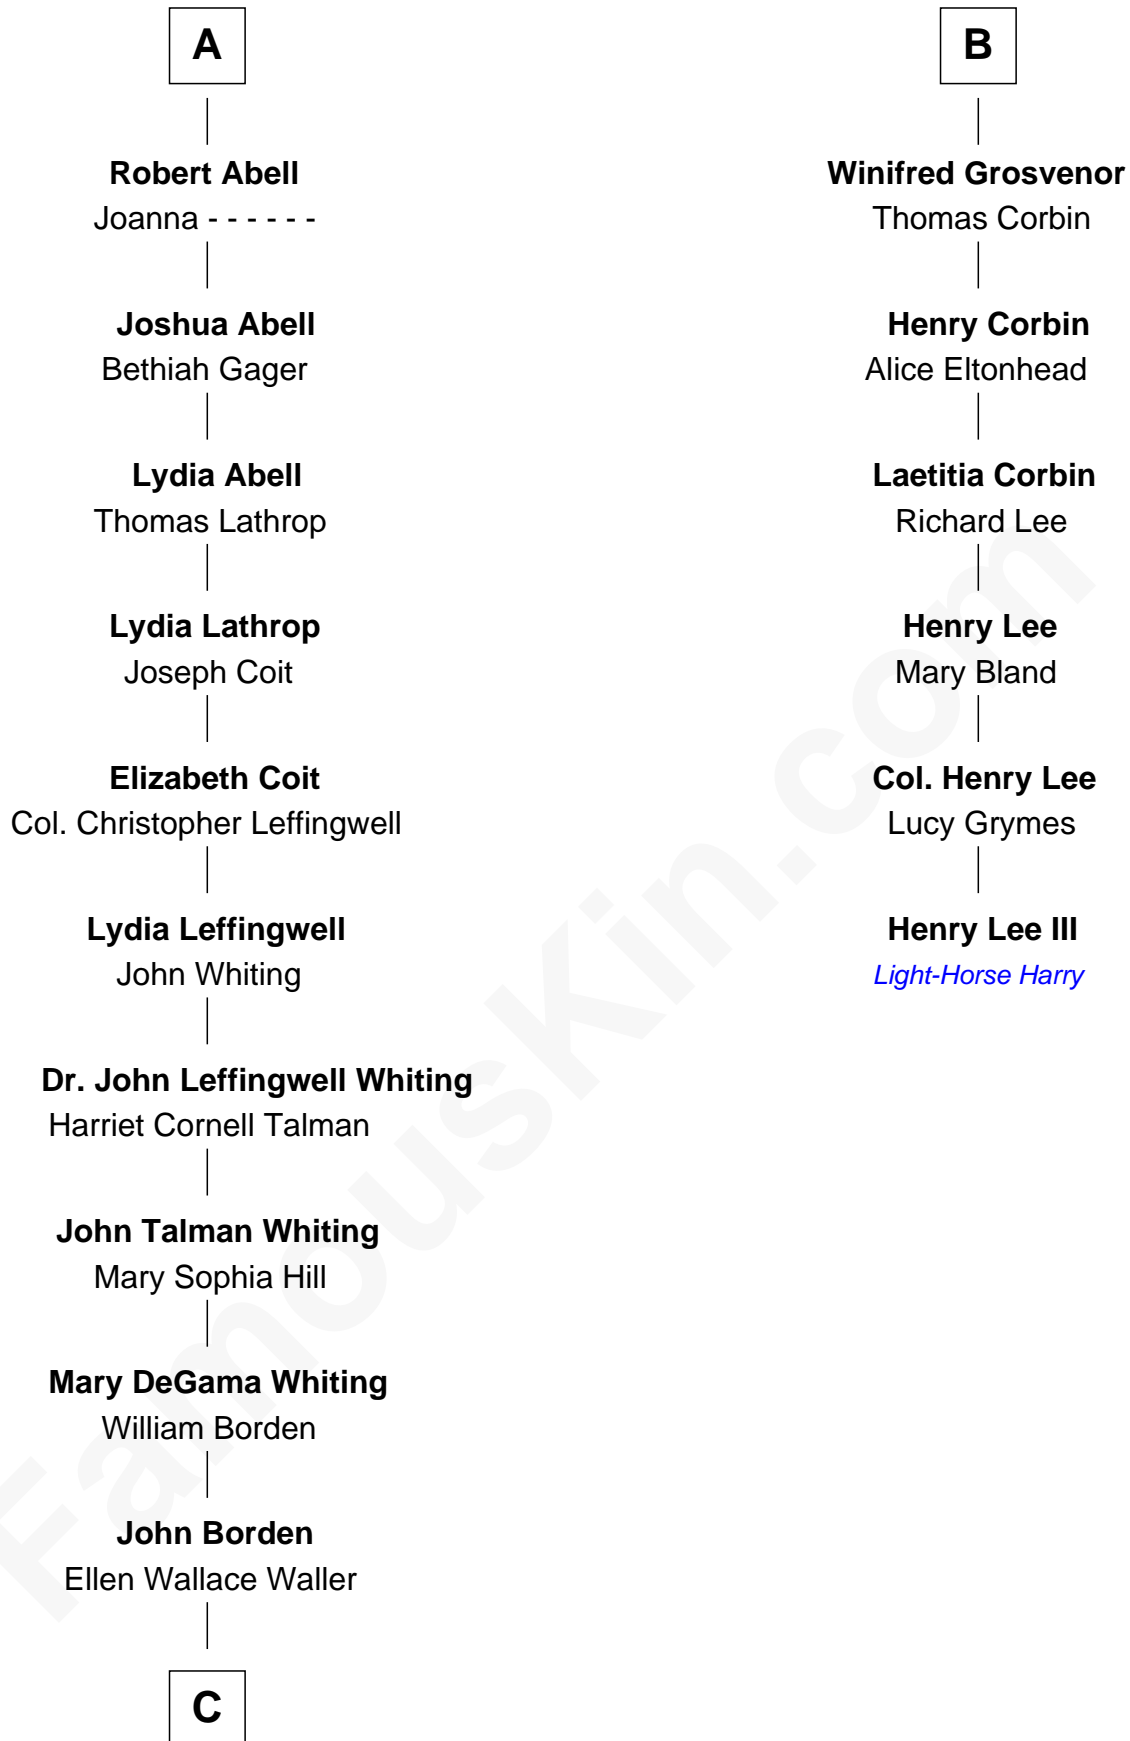 A
Robert Abell
Joanna - - - - - -
Joshua Abell
Bethiah Gager
Lydia Abell
Thomas Lathrop
Lydia Lathrop
Joseph Coit
Elizabeth Coit
Col. Christopher Leffingwell
Lydia Leffingwell
John Whiting
Dr. John Leffingwell Whiting
Harriet Cornell Talman
John Talman Whiting
Mary Sophia Hill
Mary DeGama Whiting
William Borden
John Borden
Ellen Wallace Waller
C
B
Winifred Grosvenor
Thomas Corbin
Henry Corbin
Alice Eltonhead
Laetitia Corbin
Richard Lee
Henry Lee
Mary Bland
Col. Henry Lee
Lucy Grymes
Henry Lee III
Light-Horse Harry
FamousKin.com